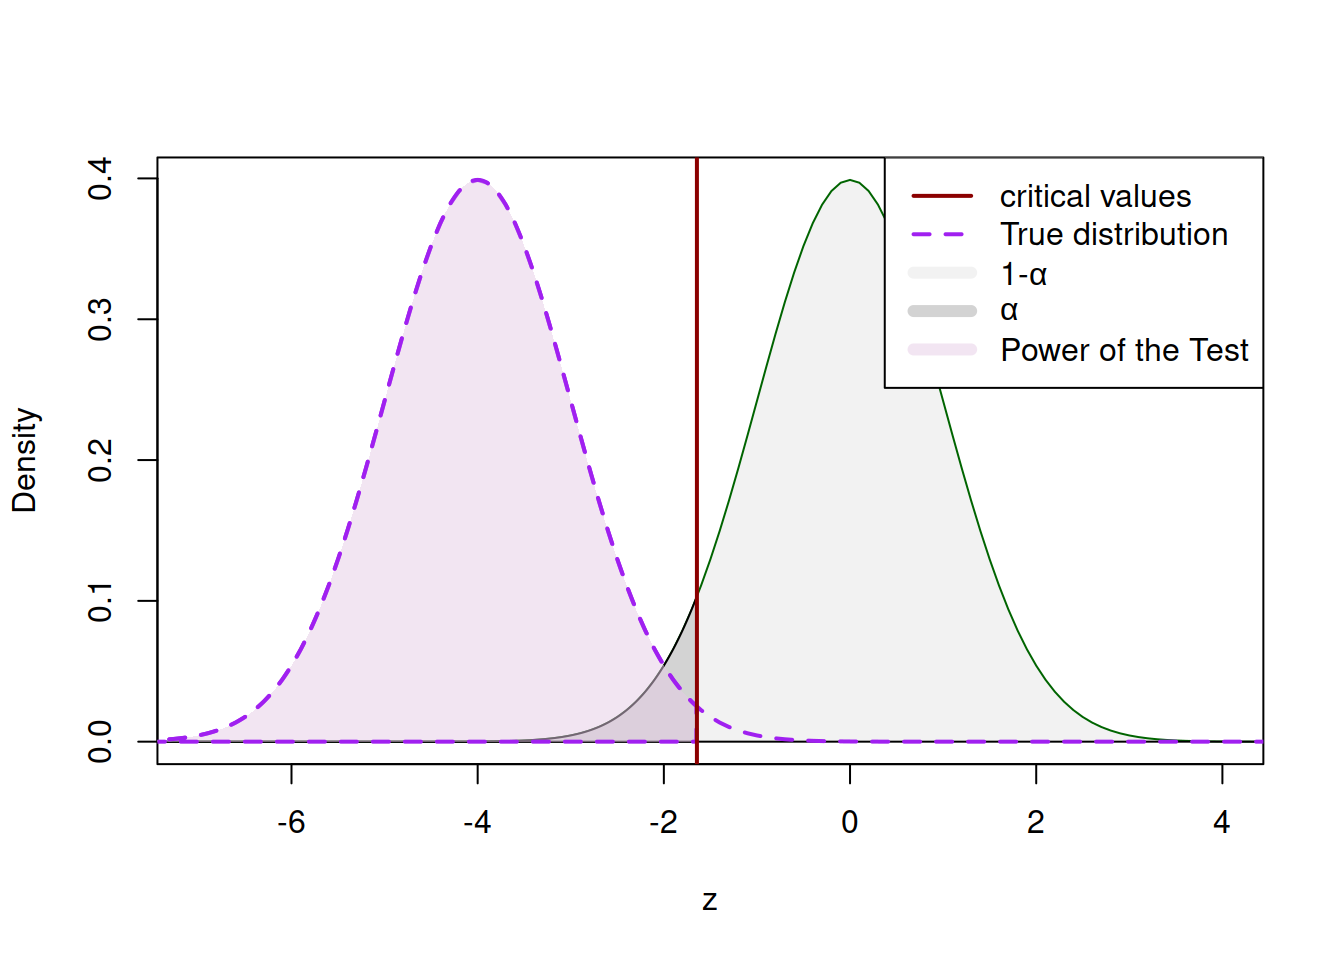 critical values
True distribution
1-α
α
Power of the Test
Density
0.4
0.3
0.2
0.1
0.0
-6 -4 -2 0 2 4
z